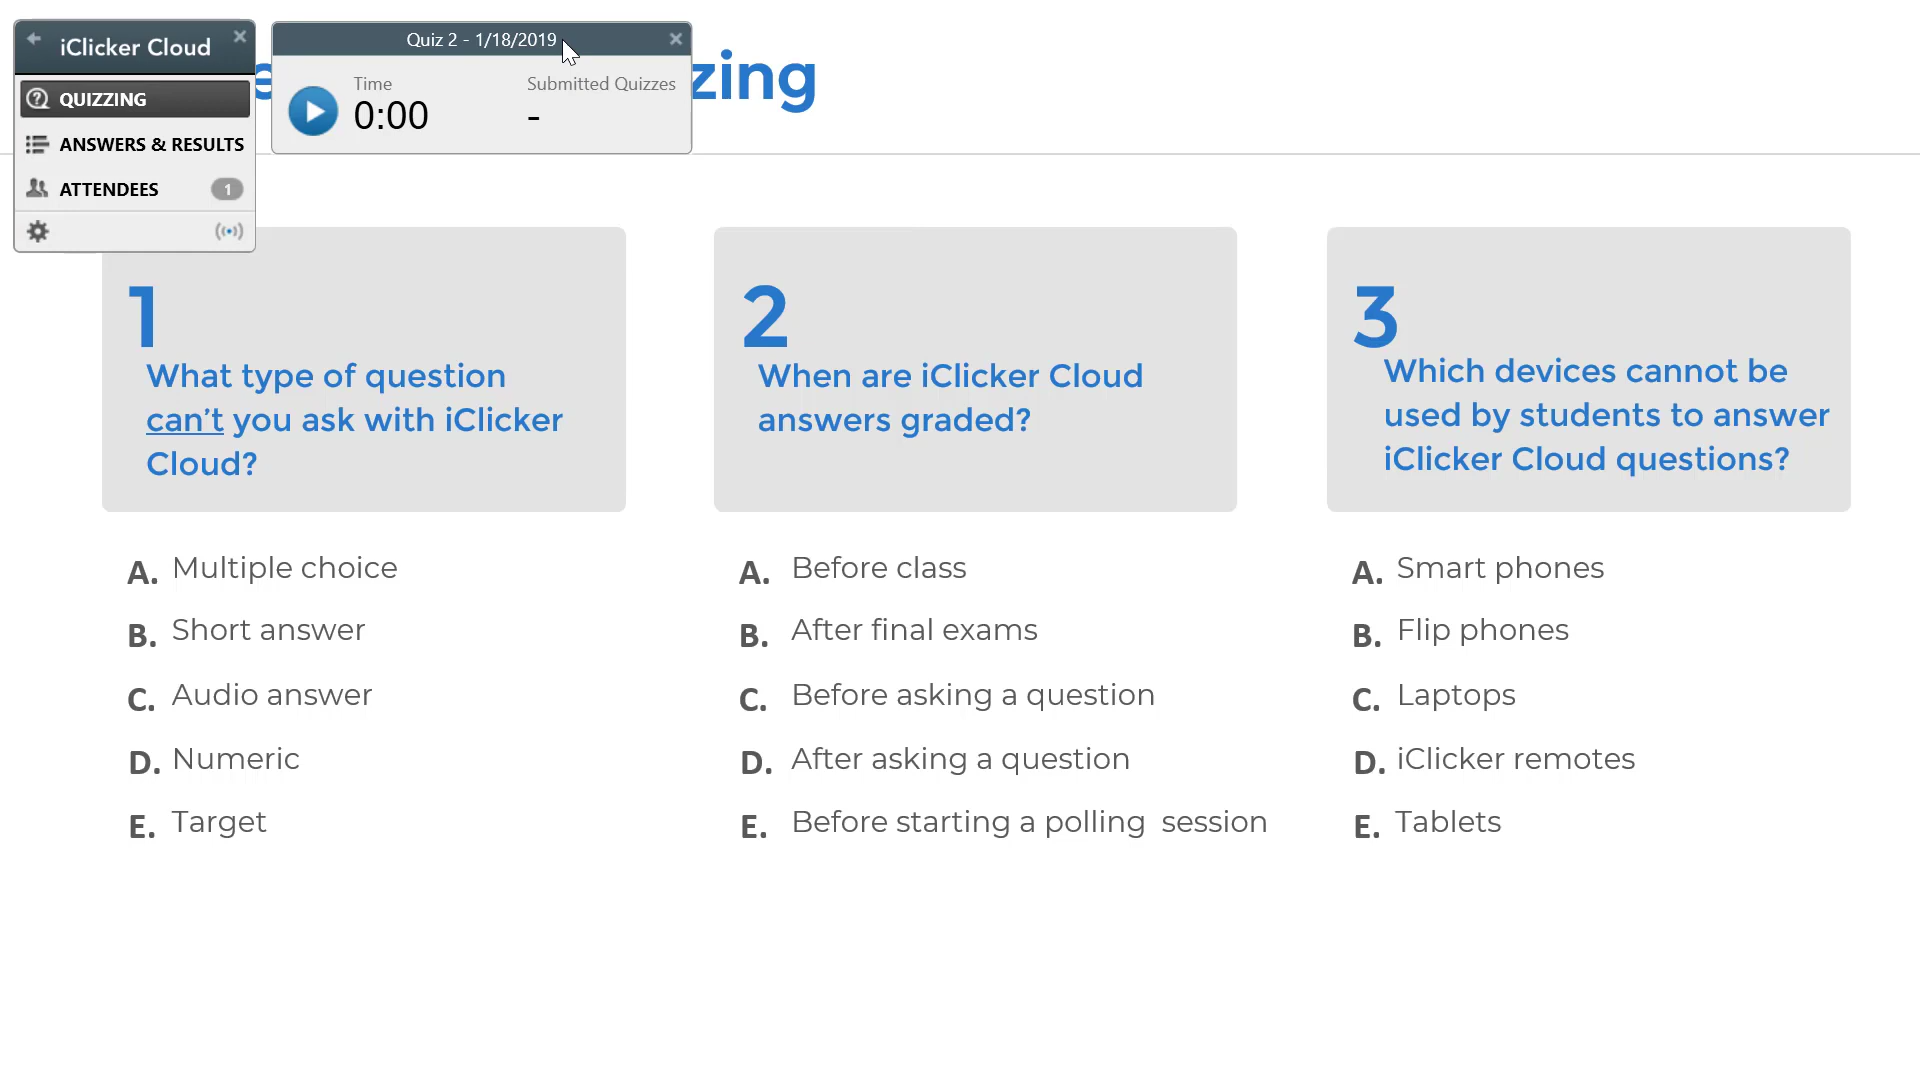 iClicker Cloud
QUIZZING
ANSWERS & RESULTS
ATTENDEES 1
Quiz 2 - 1/18/2019
Time Submitted Quizzes
0:00 -
zing
1
What type of question
can’t you ask with iClicker
Cloud?
A. Multiple choice
B. Short answer
C. Audio answer
D. Numeric
E. Target
2
When are iClicker Cloud
answers graded?
A. Before class
B. After final exams
C. Before asking a question
D. After asking a question
E. Before starting a polling session
3
Which devices cannot be
used by students to answer
iClicker Cloud questions?
A. Smart phones
B. Flip phones
C. Laptops
D. iClicker remotes
E. Tablets